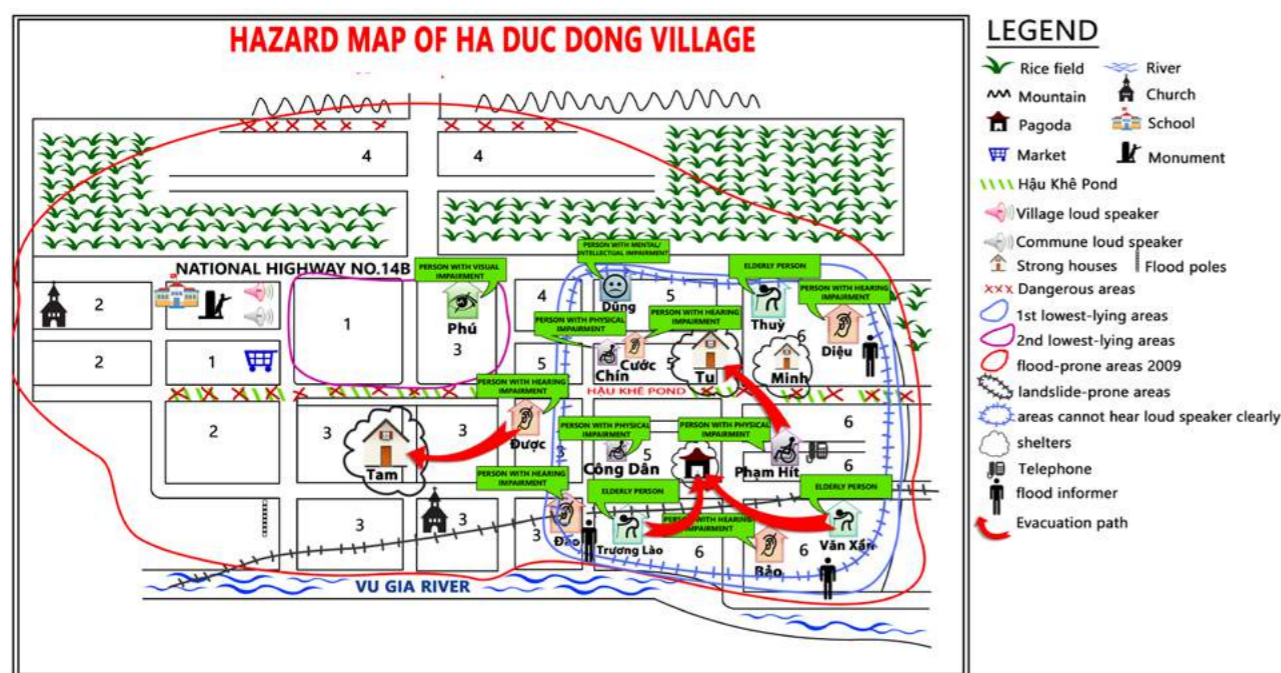 HAZARD MAP OF HA DUC DONG VILLAGE
4
4
NATIONAL HIGHWAY NO.14B
PERSON WITH VISUAL
IMPAIRMENT
Phú
PERSON WITH MENTAL/
INTELLECTUAL IMPAIRMENT
Dũng
ELDERLY PERSON
Thuỳ
PERSON WITH HEARING
IMPAIRMENT
Diệu
2
1
3
4
5
6
PERSON WITH PHYSICAL
IMPAIRMENT
Chín
PERSON WITH HEARING
IMPAIRMENT
Cước
Tu
Minh
2
1
5
5
HẬU KHÊ POND
PERSON WITH HEARING
IMPAIRMENT
Được
2
3
3
3
Tam
PERSON WITH PHYSICAL
IMPAIRMENT
Công Dân
5
PERSON WITH PHYSICAL
IMPAIRMENT
Phạm Hít
6
6
PERSON WITH HEARING
IMPAIRMENT
ELDERLY PERSON
Trương Lào
PERSON WITH HEARING
IMPAIRMENT
Bảo
ELDERLY PERSON
Văn Xẩn
3
3
3
6
6
VU GIA RIVER
LEGEND
Rice field
River
Mountain
Church
Pagoda
School
Market
Monument
Hậu Khê Pond
Village loud speaker
Commune loud speaker
Strong houses
Flood poles
Dangerous areas
1st lowest-lying areas
2nd lowest-lying areas
flood-prone areas 2009
landslide-prone areas
areas cannot hear loud speaker clearly
shelters
Telephone
flood informer
Evacuation path